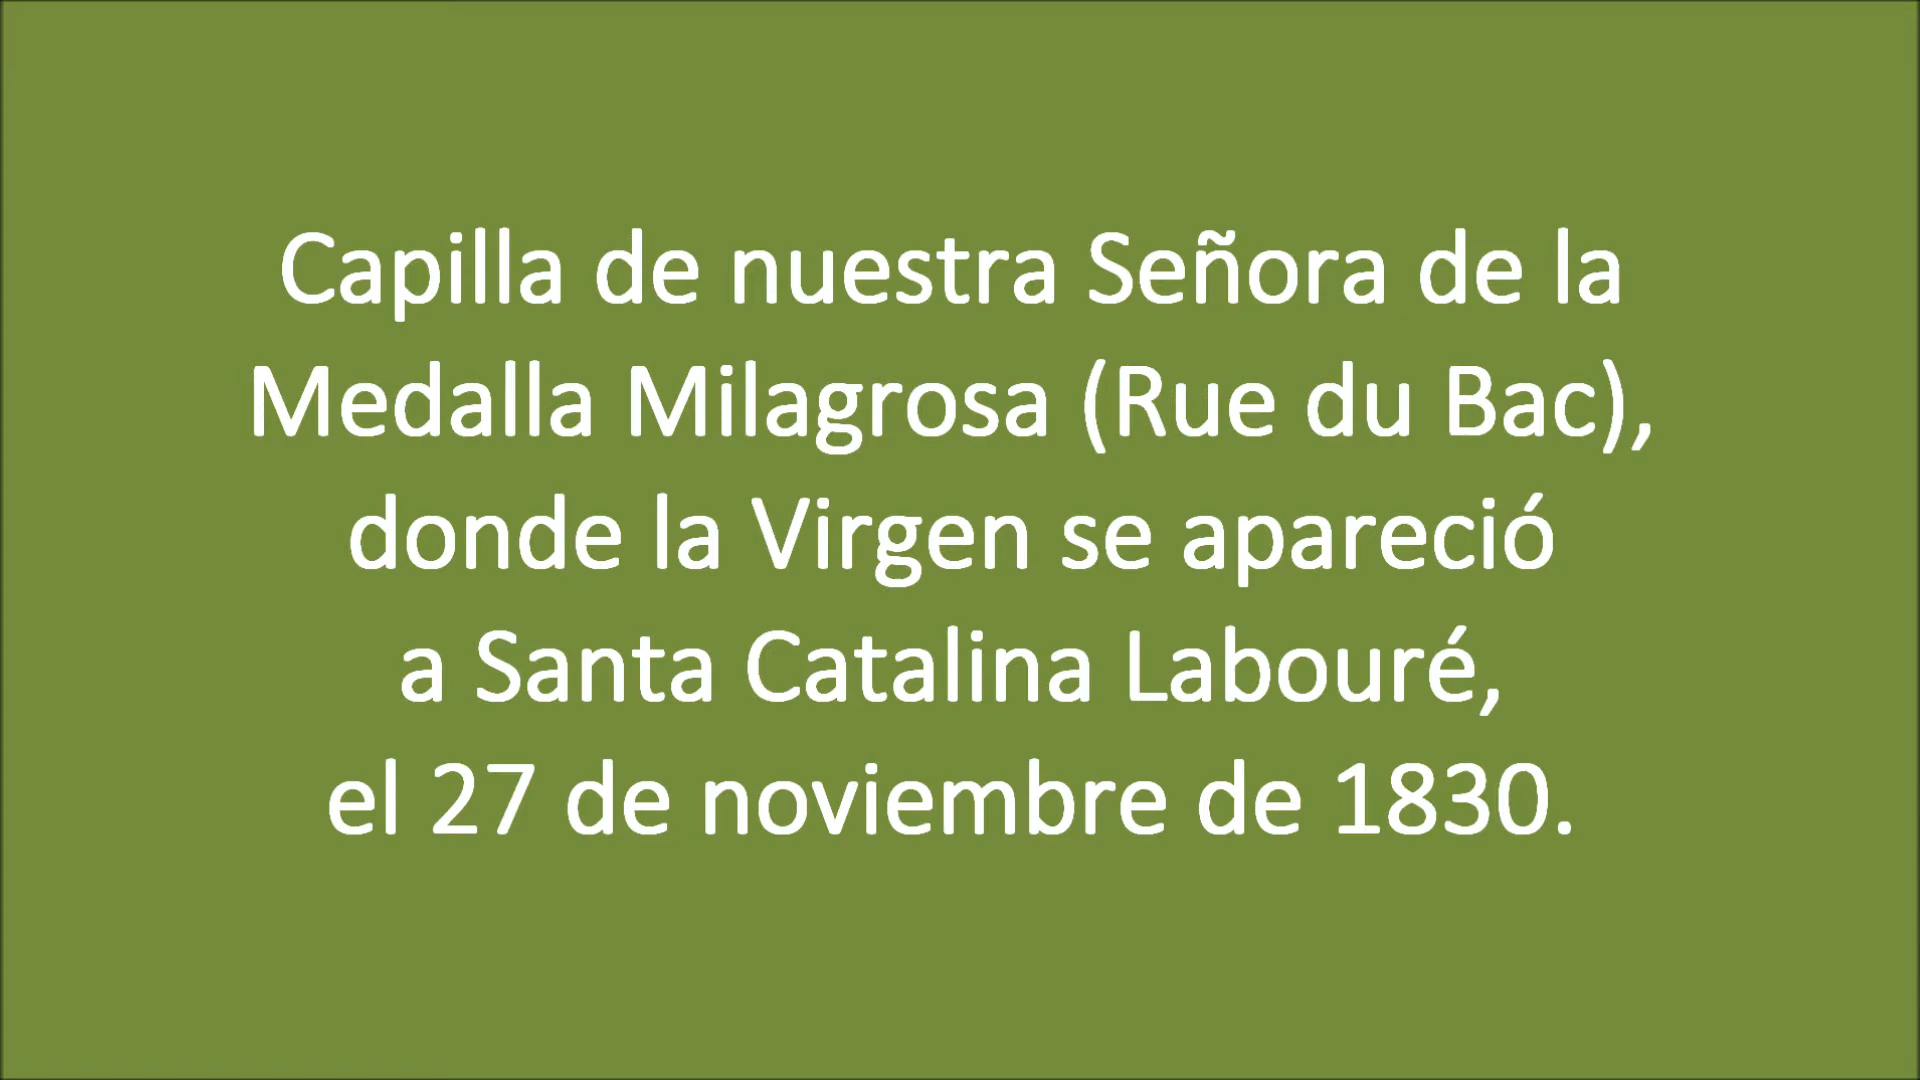 Capilla de nuestra Señora de la
Medalla Milagrosa (Rue du Bac),
donde la Virgen se apareció
a Santa Catalina Labouré,
el 27 de noviembre de 1830.